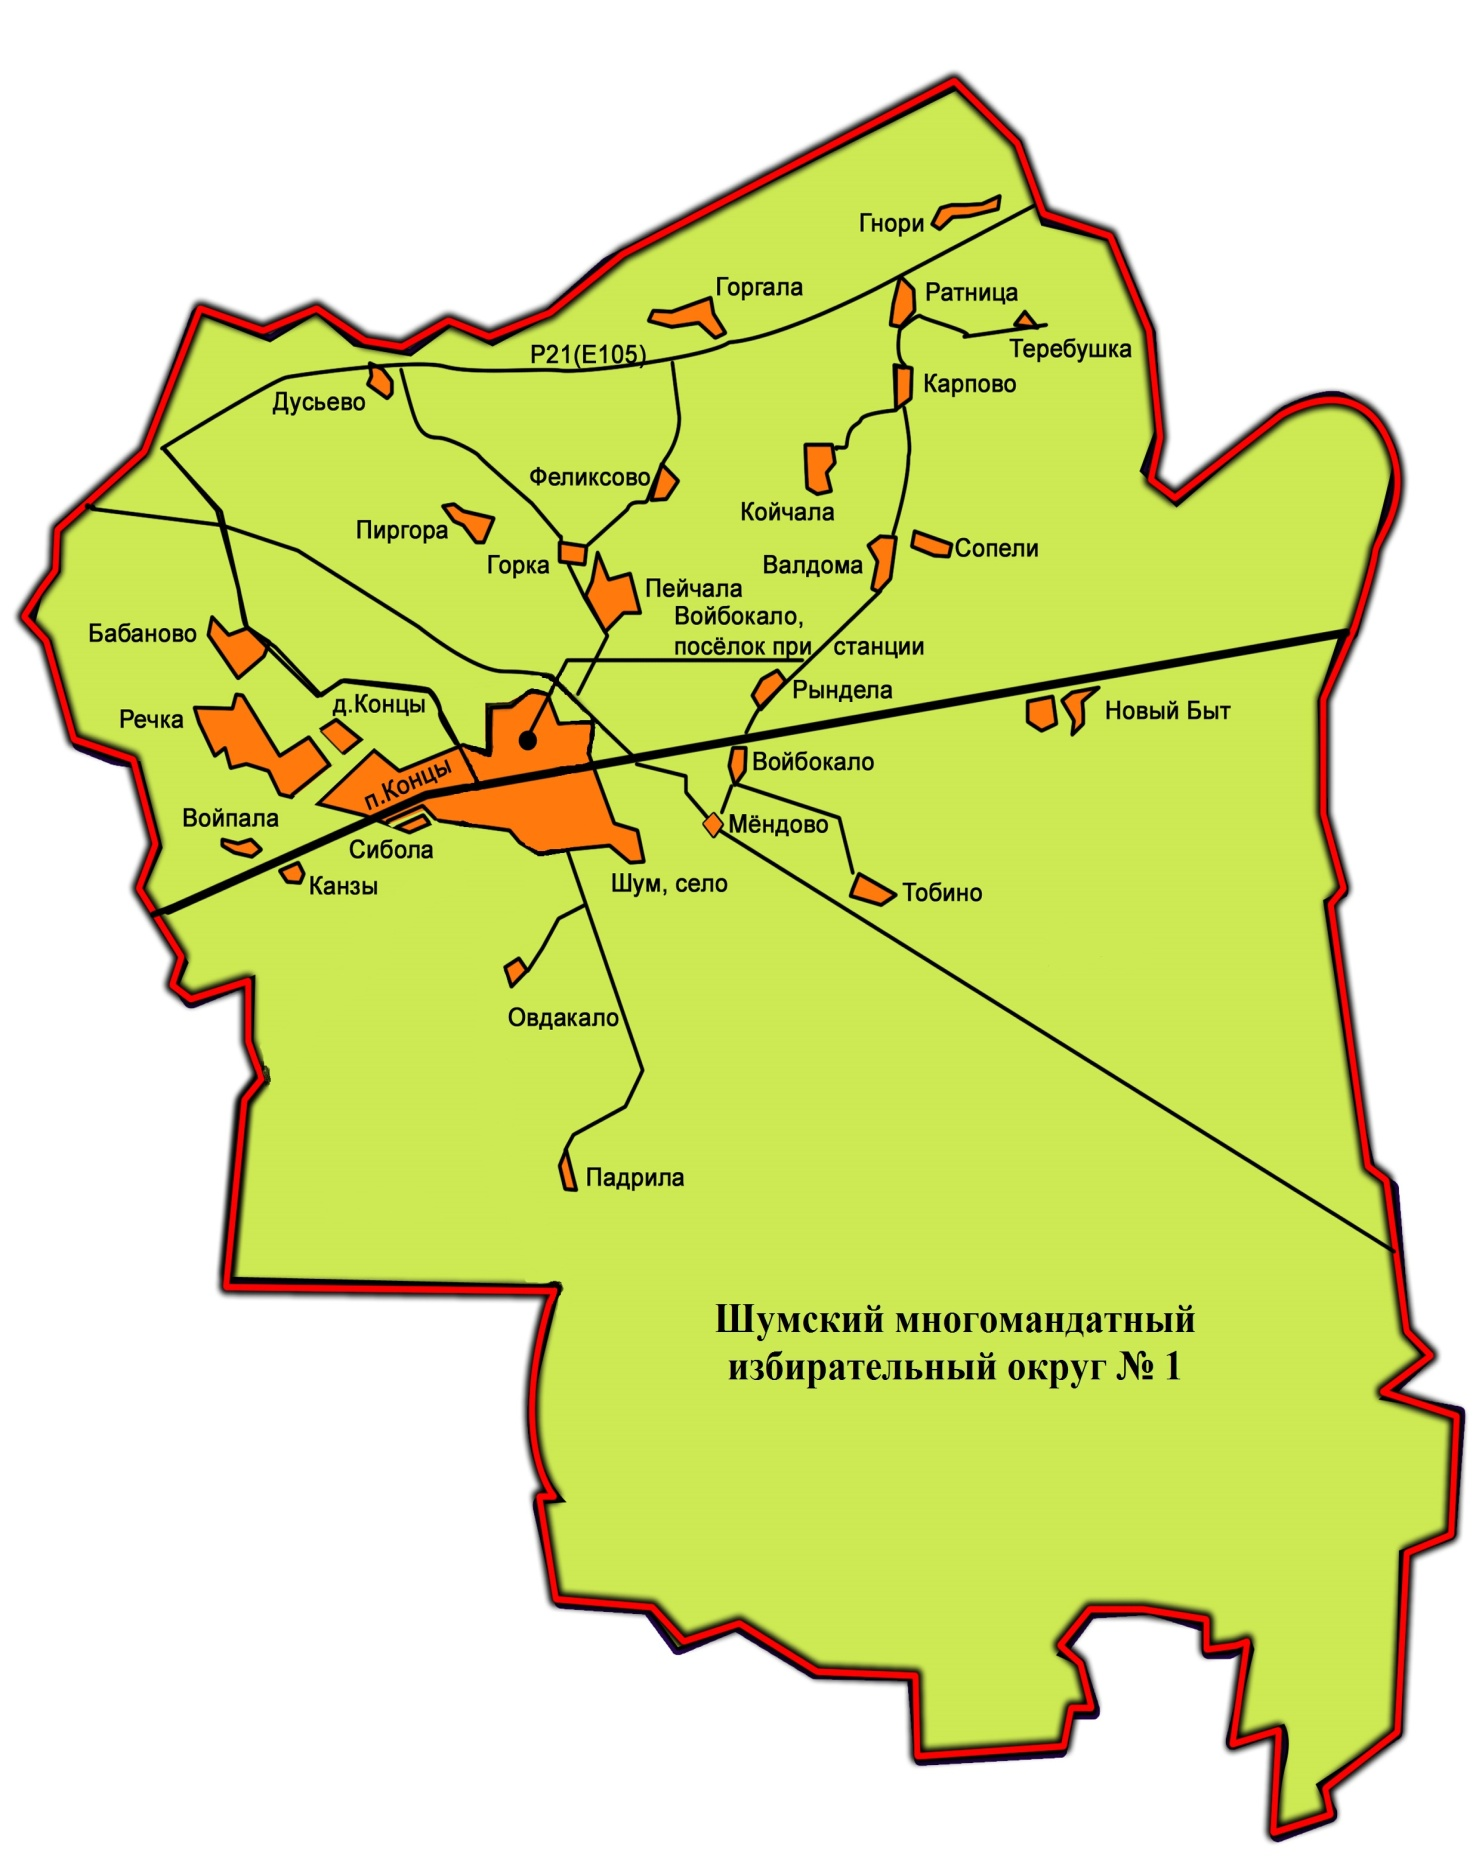 Гнори
Горгала
Ратница
Теребушка
Р21(Е105)
Карпово
Дусьево
Феликсово
Койчала
Пиргора
Сопели
Горка
Валдома
Пейчала
Войбокало,
посёлок при станции
Бабаново
Рындела
д.Концы
Речка
Новый Быт
Войбокало
п.Концы
Войпала
Мёндово
Сибола
Канзы
Шум, село
Тобино
Овдакало
Падрила
Шумский многомандатный
избирательный округ № 1